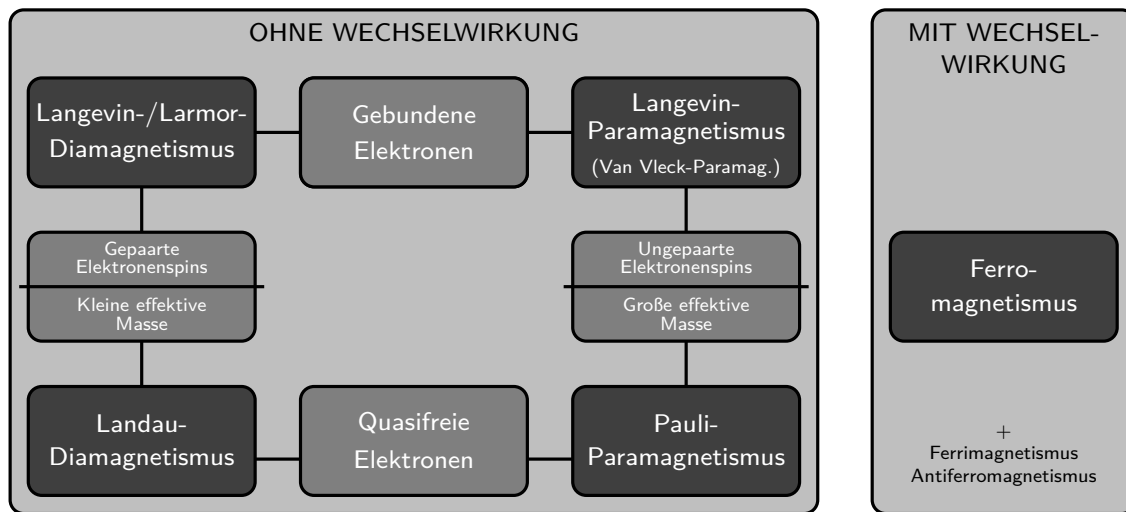 OHNE WECHSELWIRKUNG
Langevin-/Larmor-
Diamagnetismus
Gebundene
Elektronen
Langevin-
Paramagnetismus
(Van Vleck-Paramag.)
Gepaarte
Elektronenspins
Kleine effektive
Masse
Ungepaarte
Elektronenspins
Große effektive
Masse
Landau-
Diamagnetismus
Quasifreie
Elektronen
Pauli-
Paramagnetismus
MIT WECHSEL-
WIRKUNG
Ferro-
magnetismus
+
Ferrimagnetismus
Antiferromagnetismus